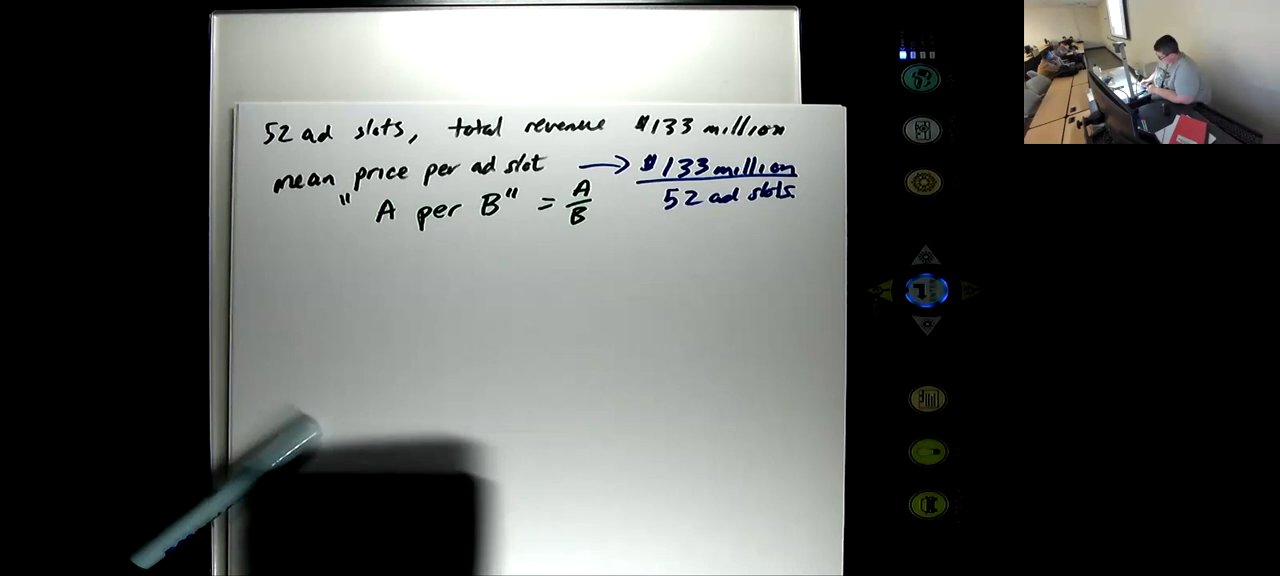 52 ad slots, total revenue $133 million
mean price per ad slot → $133 million
52 ad slots.
" A per B" = A
B